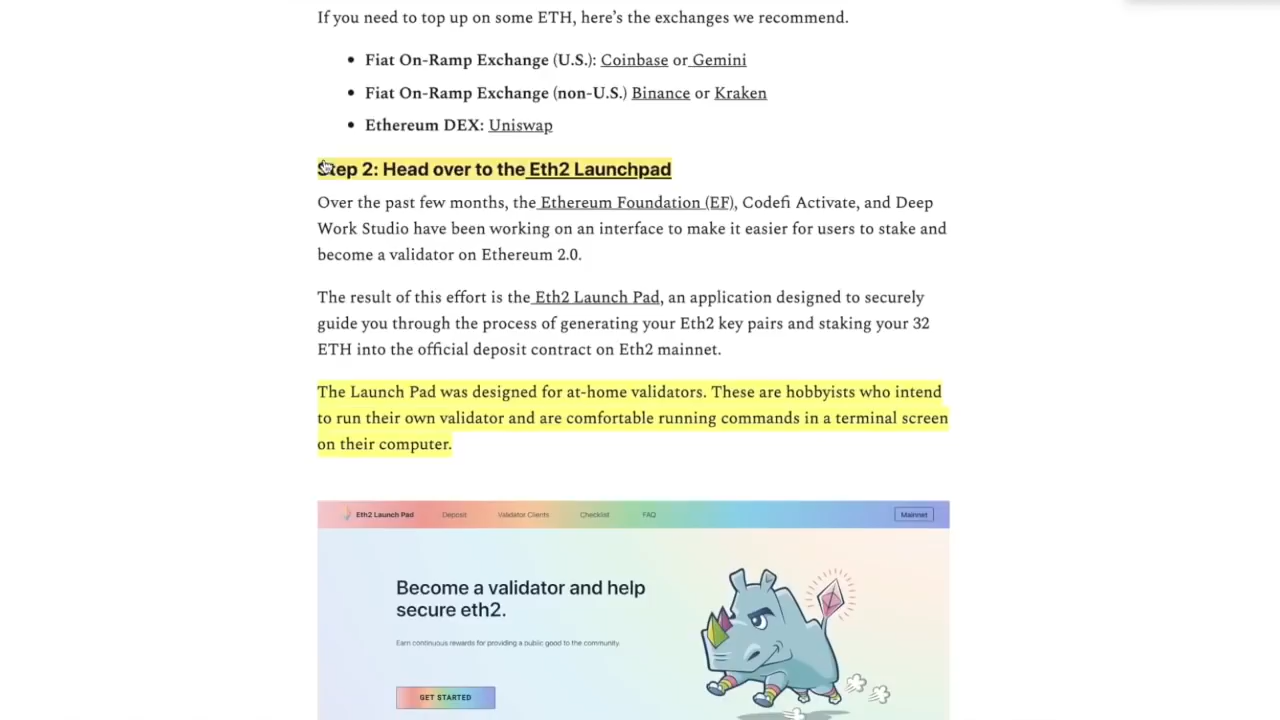 If you need to top up on some ETH, here’s the exchanges we recommend.
Fiat On-Ramp Exchange (U.S.): Coinbase or Gemini
Fiat On-Ramp Exchange (non-U.S.) Binance or Kraken
Ethereum DEX: Uniswap
Step 2: Head over to the Eth2 Launchpad
Over the past few months, the Ethereum Foundation (EF), Codefi Activate, and Deep
Work Studio have been working on an interface to make it easier for users to stake and
become a validator on Ethereum 2.0.
The result of this effort is the Eth2 Launch Pad, an application designed to securely
guide you through the process of generating your Eth2 key pairs and staking your 32
ETH into the official deposit contract on Eth2 mainnet.
The Launch Pad was designed for at-home validators. These are hobbyists who intend
to run their own validator and are comfortable running commands in a terminal screen
on their computer.
Eth2 Launch Pad Deposit Validator Clients Checklist FAQ Mainnet
Become a validator and help
secure eth2.
Earn continuous rewards for providing a public good to the community.
GET STARTED